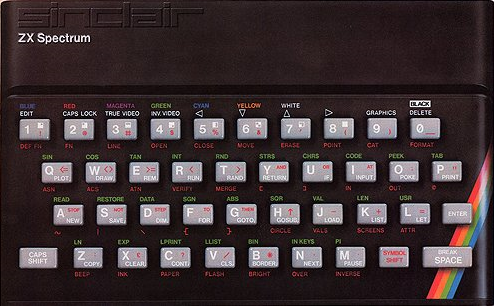 sinclair
ZX Spectrum
BLUE RED MAGENTA GREEN CYAN YELLOW WHITE BLACK
EDIT CAPS LOCK TRUE VIDEO INV. VIDEO GRAPHICS DELETE
1 ! 2 @ 3 # 4 $ 5 % 6 & 7 8 ( 9 ) 0
DEF FN FN LINE OPEN CLOSE MOVE ERASE POINT CAT FORMAT
SIN COS TAN INT RND STR$ CHR$ CODE PEEK TAB
Q <= W <> E >= R < T > Y AND U OR I AT O ; P "
PLOT DRAW REM RUN RAND RETURN IF INPUT POKE PRINT
ASN ACS ATN VERIFY MERGE [ ] IN OUT ©
READ RESTORE DATA SGN ABS SQR VAL LEN USR
A STOP S NOT D STEP F TO G THEN H ↑ J - K + L = ENTER
NEW SAVE DIM FOR GOTO GOSUB LOAD LIST LET
~ | \ { } CIRCLE VAL$ SCREEN$ ATTR
LN EXP LPRINT LLIST BIN IN KEYS PI
CAPS SHIFT Z : X £ C ? V / B * N , M . SYMBOL SHIFT BREAK SPACE
COPY CLEAR CONT CLS BORDER NEXT PAUSE
BEEP INK PAPER FLASH BRIGHT OVER INVERSE